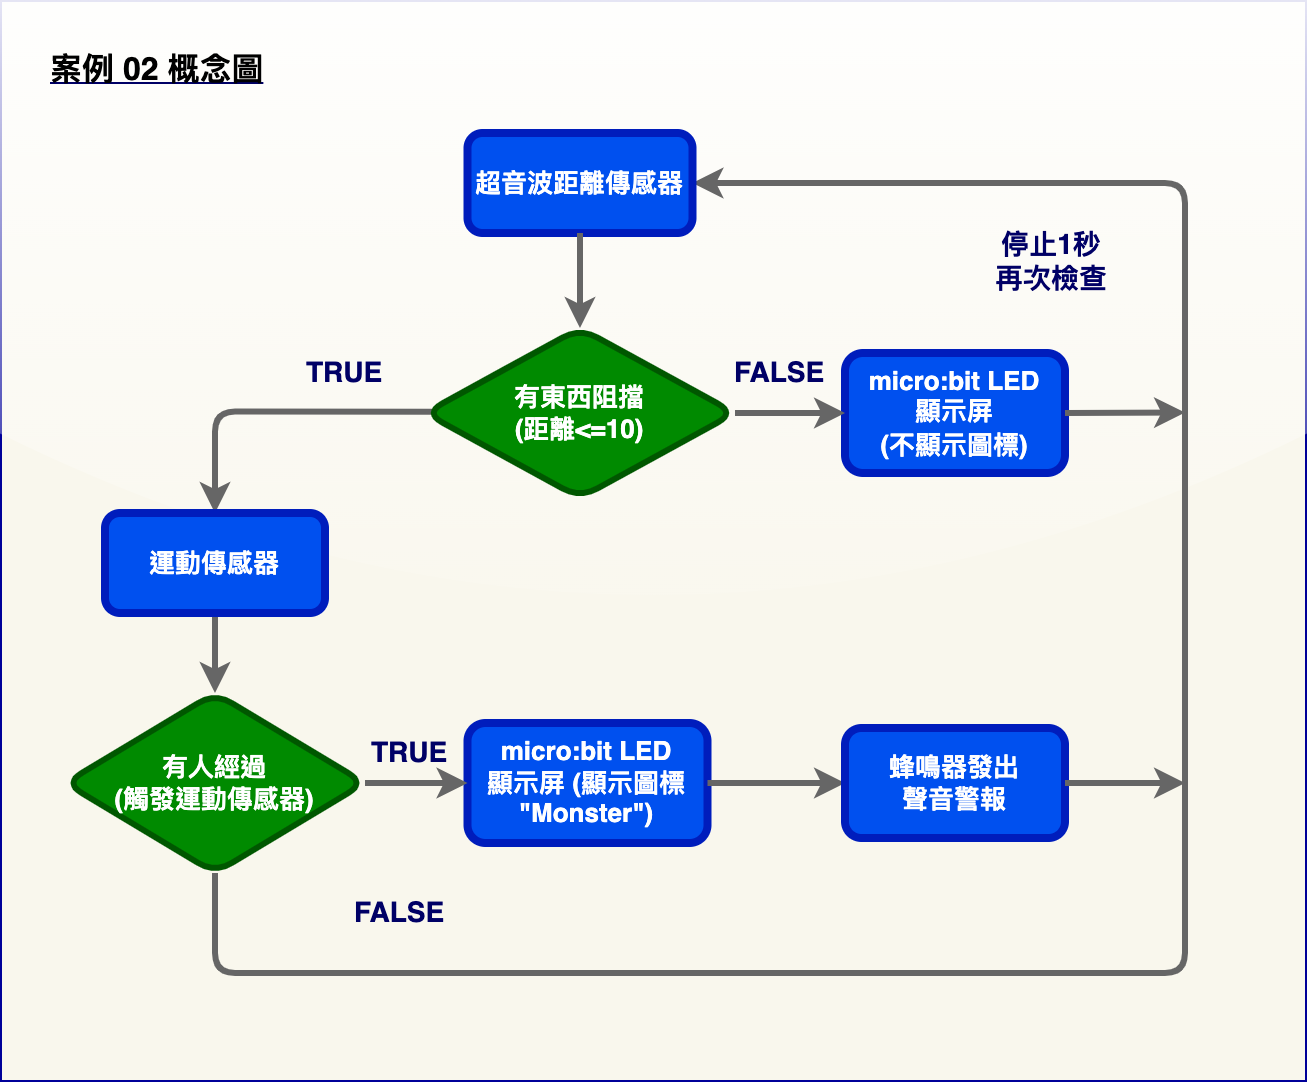 案例 02 概念圖
超音波距離傳感器
停止1秒
再次檢查
TRUE
有東西阻擋
(距離<=10)
FALSE
micro:bit LED
顯示屏
(不顯示圖標)
運動傳感器
有人經過
(觸發運動傳感器)
TRUE
micro:bit LED
顯示屏 (顯示圖標
"Monster")
蜂鳴器發出
聲音警報
FALSE